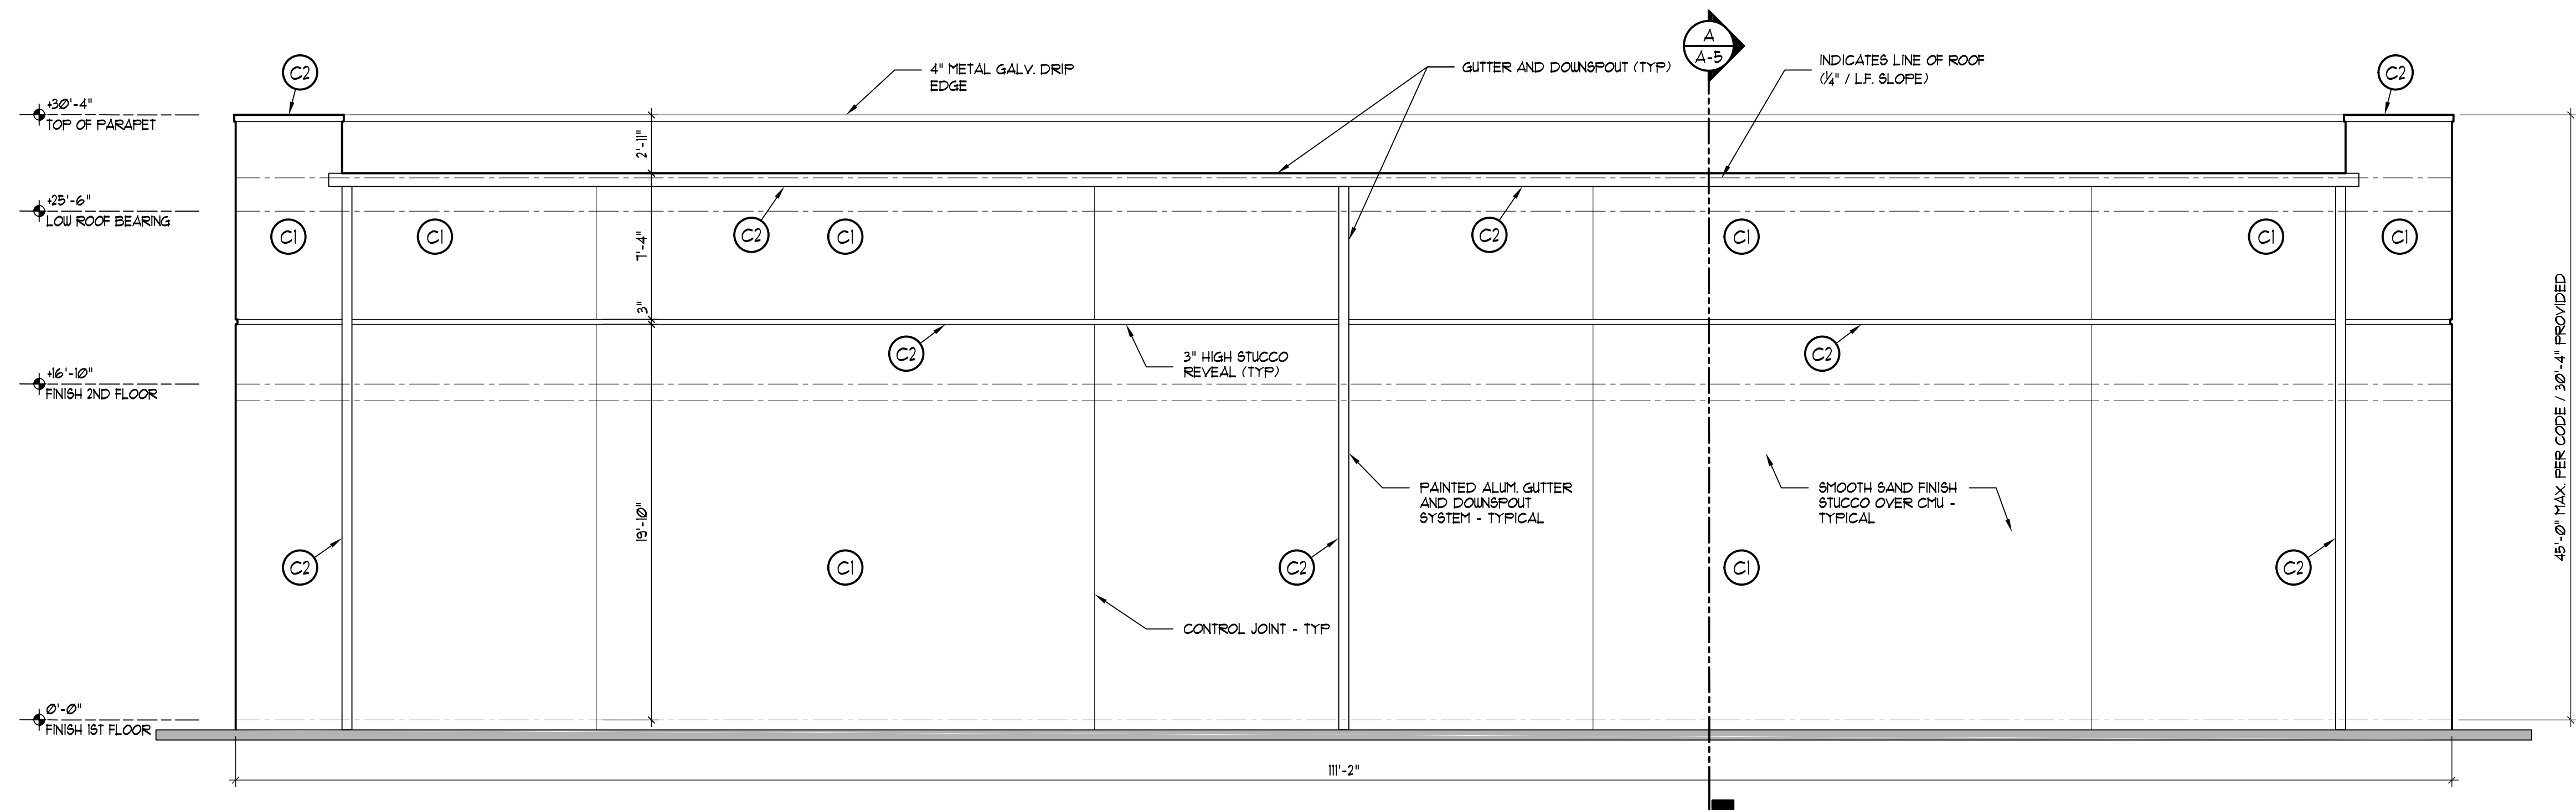 A
A-5
C2
4" METAL GALV. DRIP
EDGE
GUTTER AND DOWNSPOUT (TYP)
INDICATES LINE OF ROOF
(1/4" / L.F. SLOPE)
C2
+30'-4"
TOP OF PARAPET
2'-11"
+25'-6"
LOW ROOF BEARING
C1
C1
C2
C1
7'-4"
C2
C1
C1
C1
3"
C2
3" HIGH STUCCO
REVEAL (TYP)
C2
+16'-10"
FINISH 2ND FLOOR
45'-0" MAX. PER CODE / 30'-4" PROVIDED
19'-10"
PAINTED ALUM. GUTTER
AND DOWNSPOUT
SYSTEM - TYPICAL
SMOOTH SAND FINISH
STUCCO OVER CMU -
TYPICAL
C2
C1
C2
C1
C2
CONTROL JOINT - TYP
0'-0"
FINISH 1ST FLOOR
111'-2"